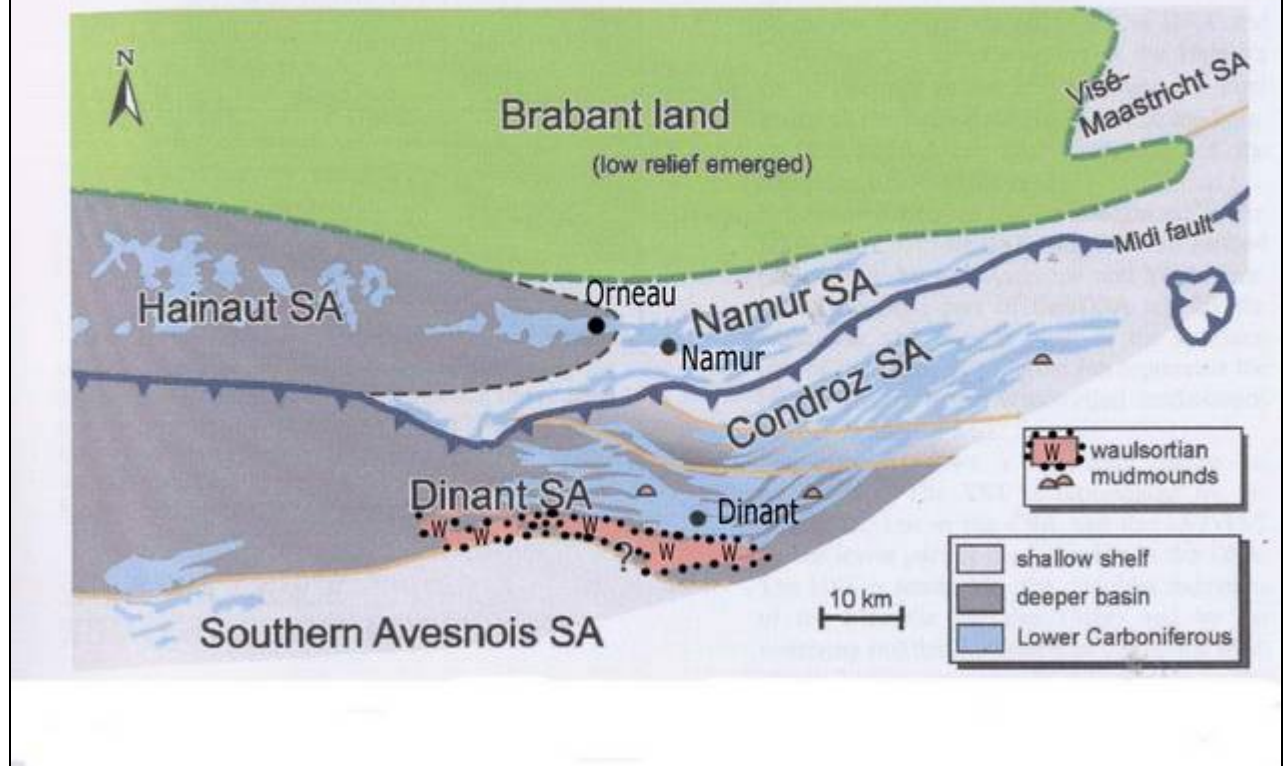 N
Brabant land
(low relief emerged)
Visé-
Maastricht SA
Midi fault
Hainaut SA
Orneau
Namur SA
Namur
Condroz SA
Dinant SA
Dinant
W
W
W
W
W
?
Southern Avesnois SA
10 km
W
waulsortian
mudmounds
shallow shelf
deeper basin
Lower Carboniferous